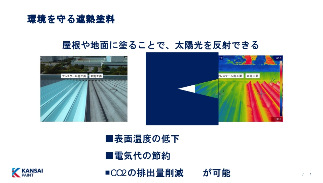 環境を守る遮熱塗料
屋根や地面に塗ることで、太陽光を反射できる
■表面温度の低下
■電気代の節約
■CO2の排出量削減　が可能
KANSAI
PAINT